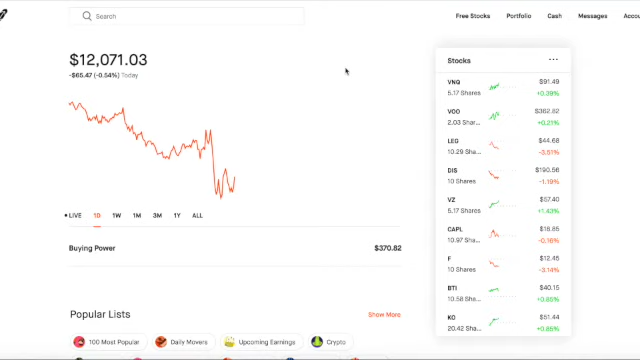 Search
Free Stocks
Portfolio
Cash
Messages
Accou
$12,071.03
-$65.47 (-0.54%) Today
LIVE
1D
1W
1M
3M
1Y
ALL
Buying Power
$370.82
Popular Lists
Show More
100 Most Popular
Daily Movers
Upcoming Earnings
Crypto
Stocks
VNQ
$91.49
5.17 Shares
+0.39%
VOO
$362.82
2.03 Shar...
+0.21%
LEG
$44.68
10.29 Sha...
-3.51%
DIS
$190.56
10 Shares
-1.19%
VZ
$57.40
5.17 Shares
+1.43%
CAPL
$18.85
10.97 Sha...
-0.16%
F
$12.45
10 Shares
-3.14%
BTI
$40.15
10.58 Sha...
+0.65%
KO
$51.44
20.42 Sha...
+0.85%